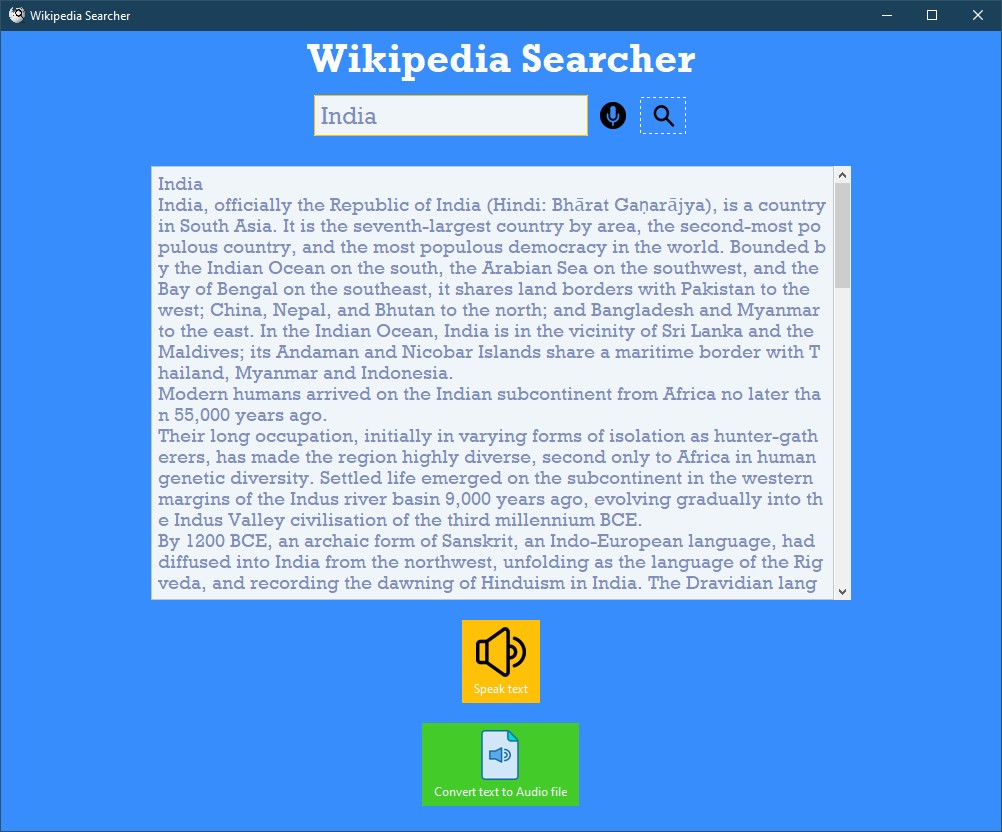 Wikipedia Searcher
Wikipedia Searcher
India
India
India, officially the Republic of India (Hindi: Bhārat Gaṇarājya), is a country
in South Asia. It is the seventh-largest country by area, the second-most po
pulous country, and the most populous democracy in the world. Bounded b
y the Indian Ocean on the south, the Arabian Sea on the southwest, and the
Bay of Bengal on the southeast, it shares land borders with Pakistan to the
west; China, Nepal, and Bhutan to the north; and Bangladesh and Myanmar
to the east. In the Indian Ocean, India is in the vicinity of Sri Lanka and the
Maldives; its Andaman and Nicobar Islands share a maritime border with T
hailand, Myanmar and Indonesia.
Modern humans arrived on the Indian subcontinent from Africa no later tha
n 55,000 years ago.
Their long occupation, initially in varying forms of isolation as hunter-gath
erers, has made the region highly diverse, second only to Africa in human
genetic diversity. Settled life emerged on the subcontinent in the western
margins of the Indus river basin 9,000 years ago, evolving gradually into th
e Indus Valley civilisation of the third millennium BCE.
By 1200 BCE, an archaic form of Sanskrit, an Indo-European language, had
diffused into India from the northwest, unfolding as the language of the Rig
veda, and recording the dawning of Hinduism in India. The Dravidian lang
Speak text
Convert text to Audio file